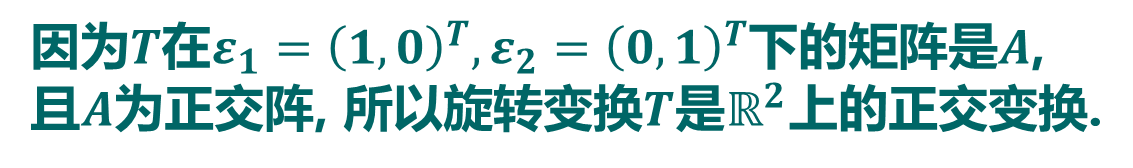 因为T在ε₁ = (1,0)ᵀ, ε₂ = (0,1)ᵀ下的矩阵是A,
且A为正交阵, 所以旋转变换T是ℝ²上的正交变换.